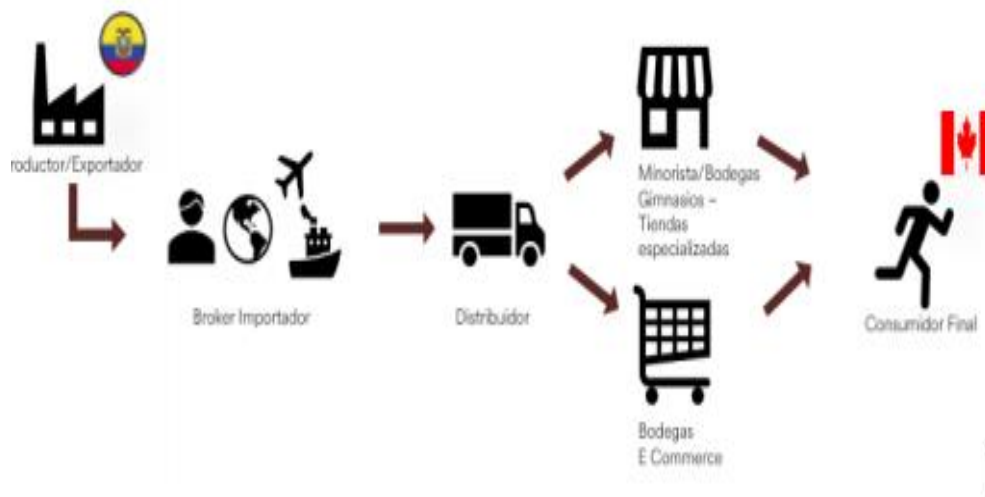 roductor/Exportador
Broker Importador
Distribuidor
Minorista/Bodegas
Gimnasios –
Tiendas
especializadas
Bodegas
E Commerce
Consumidor Final